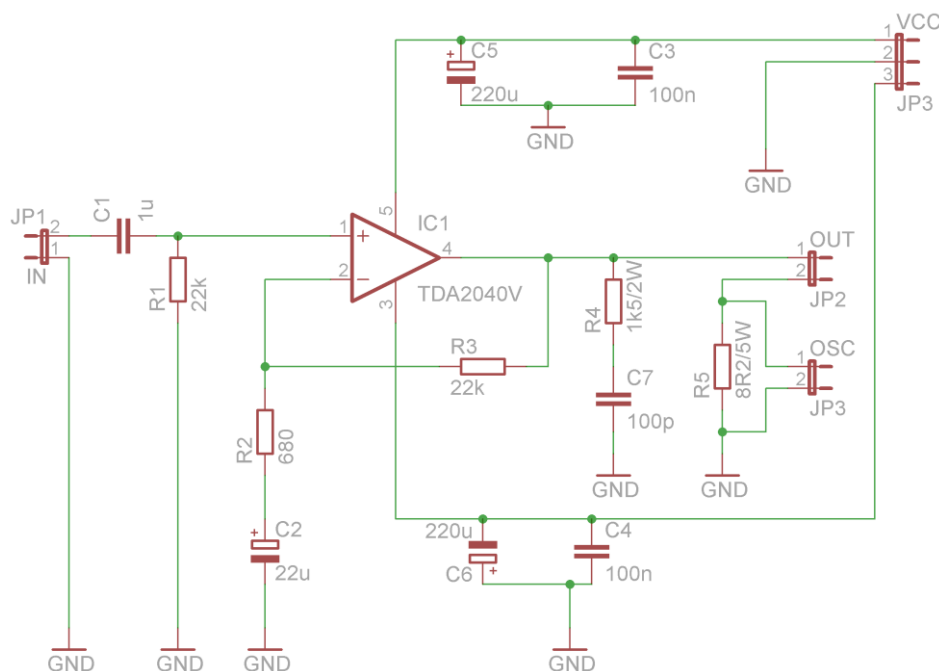 VCC
C5
1
C3
2
+
220u
100n
3
JP3
GND
GND
C1
1u
5
IC1
JP1
2
1
+
4
OUT
1
1
2
−
2
IN
R1
22k
3
TDA2040V
R4
1k5/2W
JP2
R3
OSC
22k
C7
R5
8R2/5W
1
2
100p
JP3
R2
680
GND
GND
220u
C4
+
C2
C6
+
100n
22u
GND
GND
GND
GND